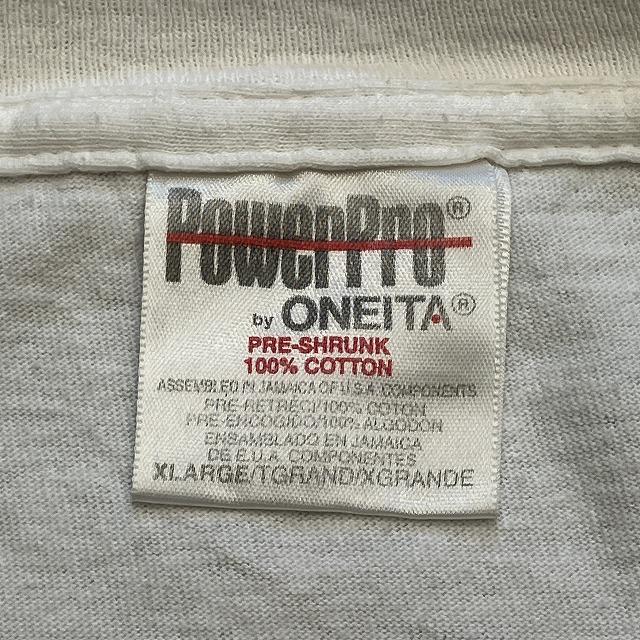 PowerPro®
by ONEITA®
PRE-SHRUNK
100% COTTON
ASSEMBLED IN JAMAICA OF U.S.A. COMPONENTS
PRE-RETRECI/100% COTON
PRE-ENCOGIDO/100% ALGODON
ENSAMBLADO EN JAMAICA
DE E.U.A. COMPONENTES
XLARGE/TGRAND/XGRANDE